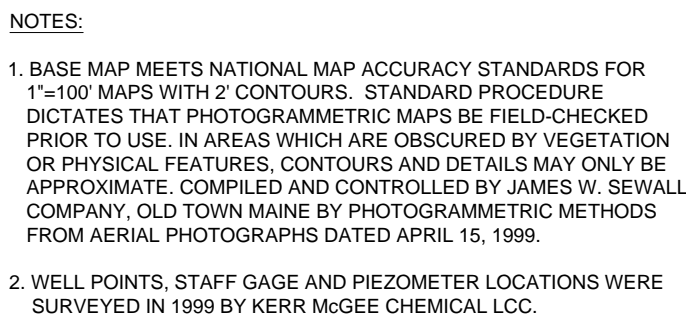 NOTES:
1. BASE MAP MEETS NATIONAL MAP ACCURACY STANDARDS FOR
1"=100' MAPS WITH 2' CONTOURS. STANDARD PROCEDURE
DICTATES THAT PHOTOGRAMMETRIC MAPS BE FIELD-CHECKED
PRIOR TO USE. IN AREAS WHICH ARE OBSCURED BY VEGETATION
OR PHYSICAL FEATURES, CONTOURS AND DETAILS MAY ONLY BE
APPROXIMATE. COMPILED AND CONTROLLED BY JAMES W. SEWALL
COMPANY, OLD TOWN MAINE BY PHOTOGRAMMETRIC METHODS
FROM AERIAL PHOTOGRAPHS DATED APRIL 15, 1999.
2. WELL POINTS, STAFF GAGE AND PIEZOMETER LOCATIONS WERE
SURVEYED IN 1999 BY KERR McGEE CHEMICAL LCC.